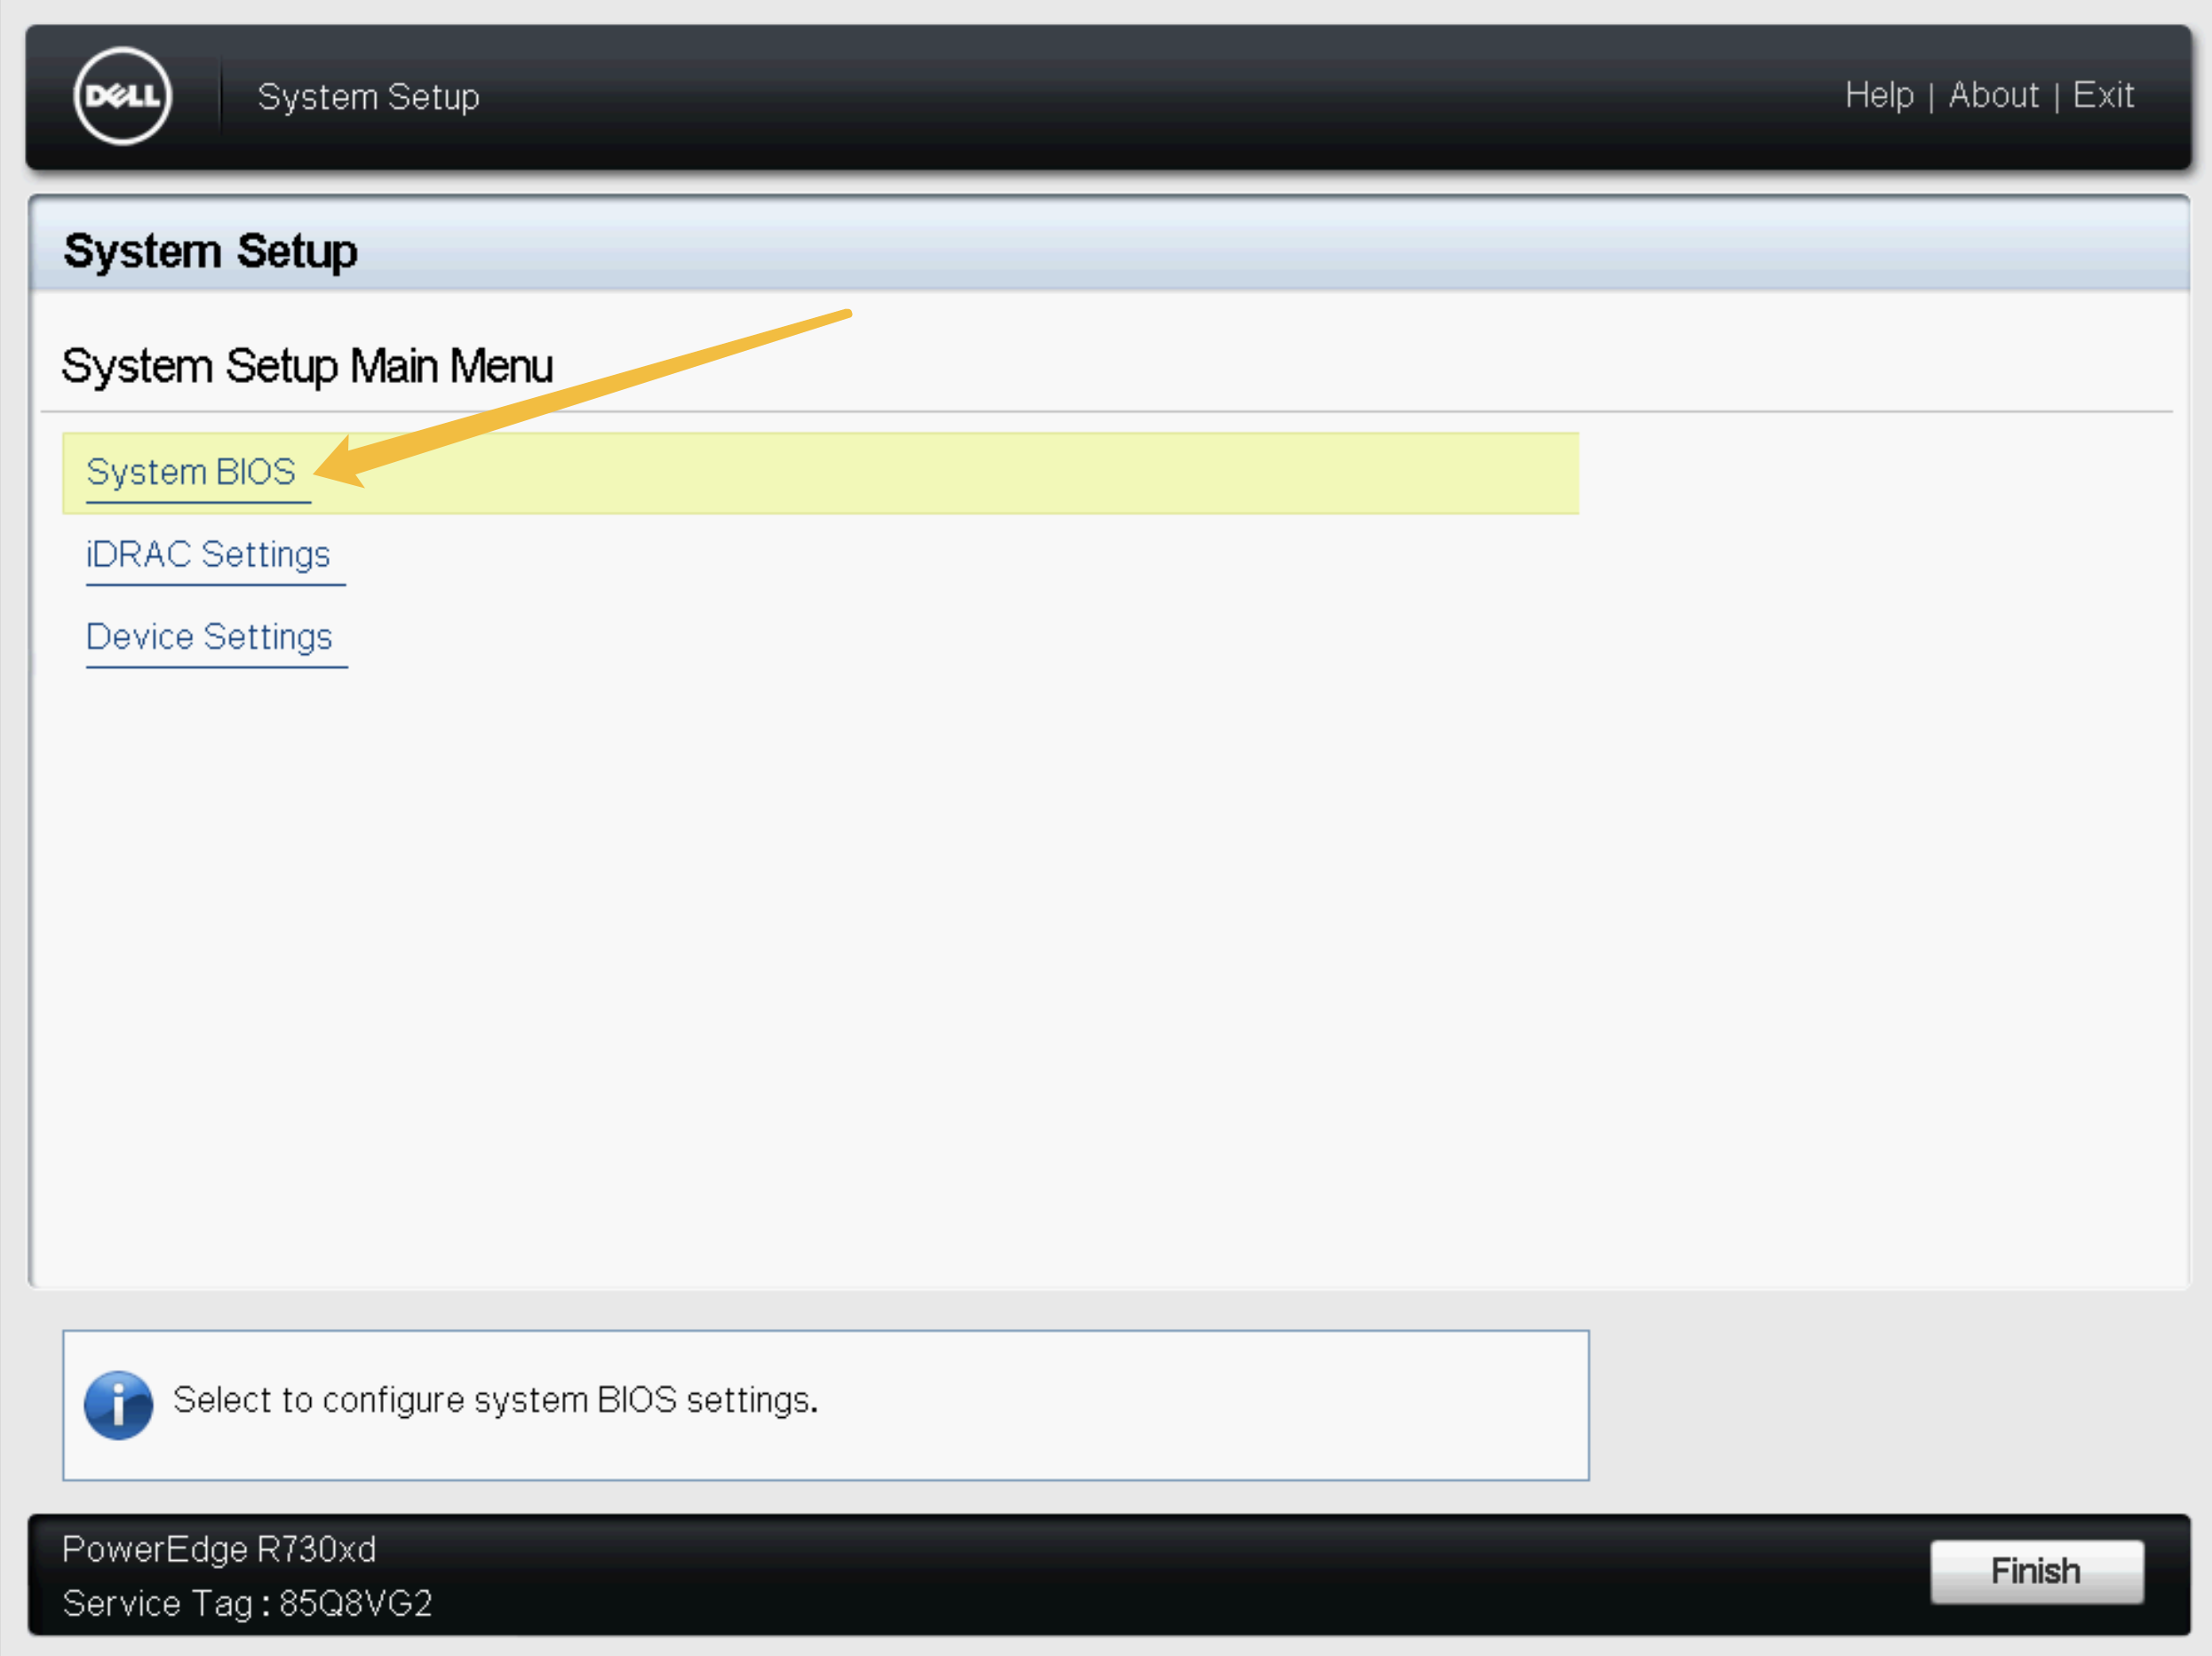 DELL
System Setup
Help | About | Exit
System Setup
System Setup Main Menu
System BIOS
iDRAC Settings
Device Settings
Select to configure system BIOS settings.
PowerEdge R730xd
Service Tag : 85Q8VG2
Finish